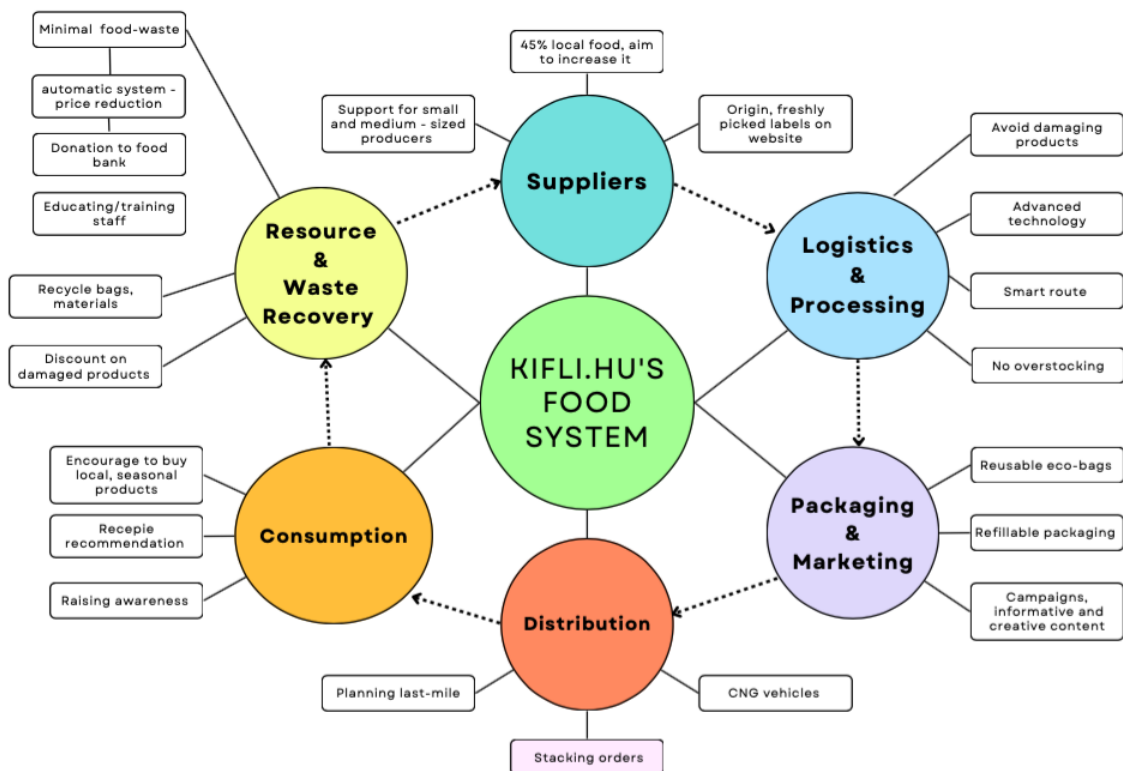 Minimal food-waste
automatic system -
price reduction
Donation to food
bank
Educating/training
staff
Recycle bags,
materials
Discount on
damaged products
Resource
&
Waste
Recovery
45% local food, aim
to increase it
Support for small
and medium - sized
producers
Origin, freshly
picked labels on
website
Suppliers
Avoid damaging
products
Advanced
technology
Smart route
No overstocking
Logistics
&
Processing
KIFLI.HU'S
FOOD
SYSTEM
Encourage to buy
local, seasonal
products
Recepie
recommendation
Raising awareness
Consumption
Reusable eco-bags
Refillable packaging
Campaigns,
informative and
creative content
Packaging
&
Marketing
Distribution
Planning last-mile
CNG vehicles
Stacking orders